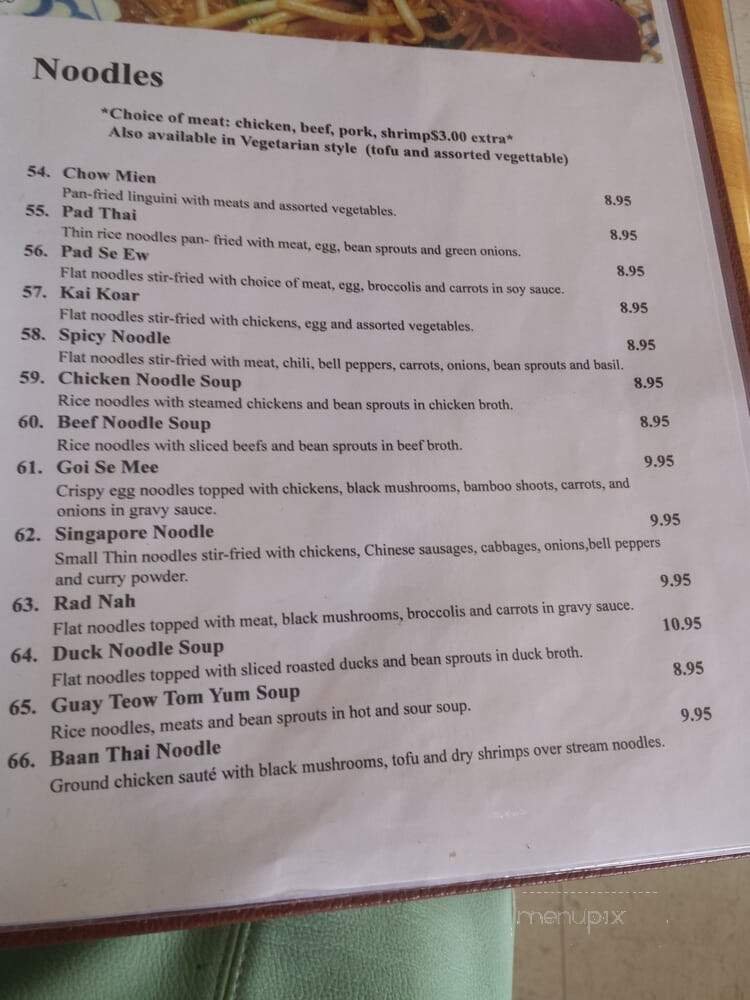 Noodles
*Choice of meat: chicken, beef, pork, shrimp$3.00 extra*
Also available in Vegetarian style (tofu and assorted vegettable)
54. Chow Mien 8.95
Pan-fried linguini with meats and assorted vegetables.
55. Pad Thai 8.95
Thin rice noodles pan- fried with meat, egg, bean sprouts and green onions.
56. Pad Se Ew 8.95
Flat noodles stir-fried with choice of meat, egg, broccolis and carrots in soy sauce.
57. Kai Koar 8.95
Flat noodles stir-fried with chickens, egg and assorted vegetables.
58. Spicy Noodle 8.95
Flat noodles stir-fried with meat, chili, bell peppers, carrots, onions, bean sprouts and basil.
59. Chicken Noodle Soup 8.95
Rice noodles with steamed chickens and bean sprouts in chicken broth.
60. Beef Noodle Soup 8.95
Rice noodles with sliced beefs and bean sprouts in beef broth.
61. Goi Se Mee 9.95
Crispy egg noodles topped with chickens, black mushrooms, bamboo shoots, carrots, and
onions in gravy sauce.
62. Singapore Noodle 9.95
Small Thin noodles stir-fried with chickens, Chinese sausages, cabbages, onions,bell peppers
and curry powder.
63. Rad Nah 9.95
Flat noodles topped with meat, black mushrooms, broccolis and carrots in gravy sauce.
64. Duck Noodle Soup 10.95
Flat noodles topped with sliced roasted ducks and bean sprouts in duck broth.
65. Guay Teow Tom Yum Soup 8.95
Rice noodles, meats and bean sprouts in hot and sour soup.
66. Baan Thai Noodle 9.95
Ground chicken sauté with black mushrooms, tofu and dry shrimps over stream noodles.
menupix